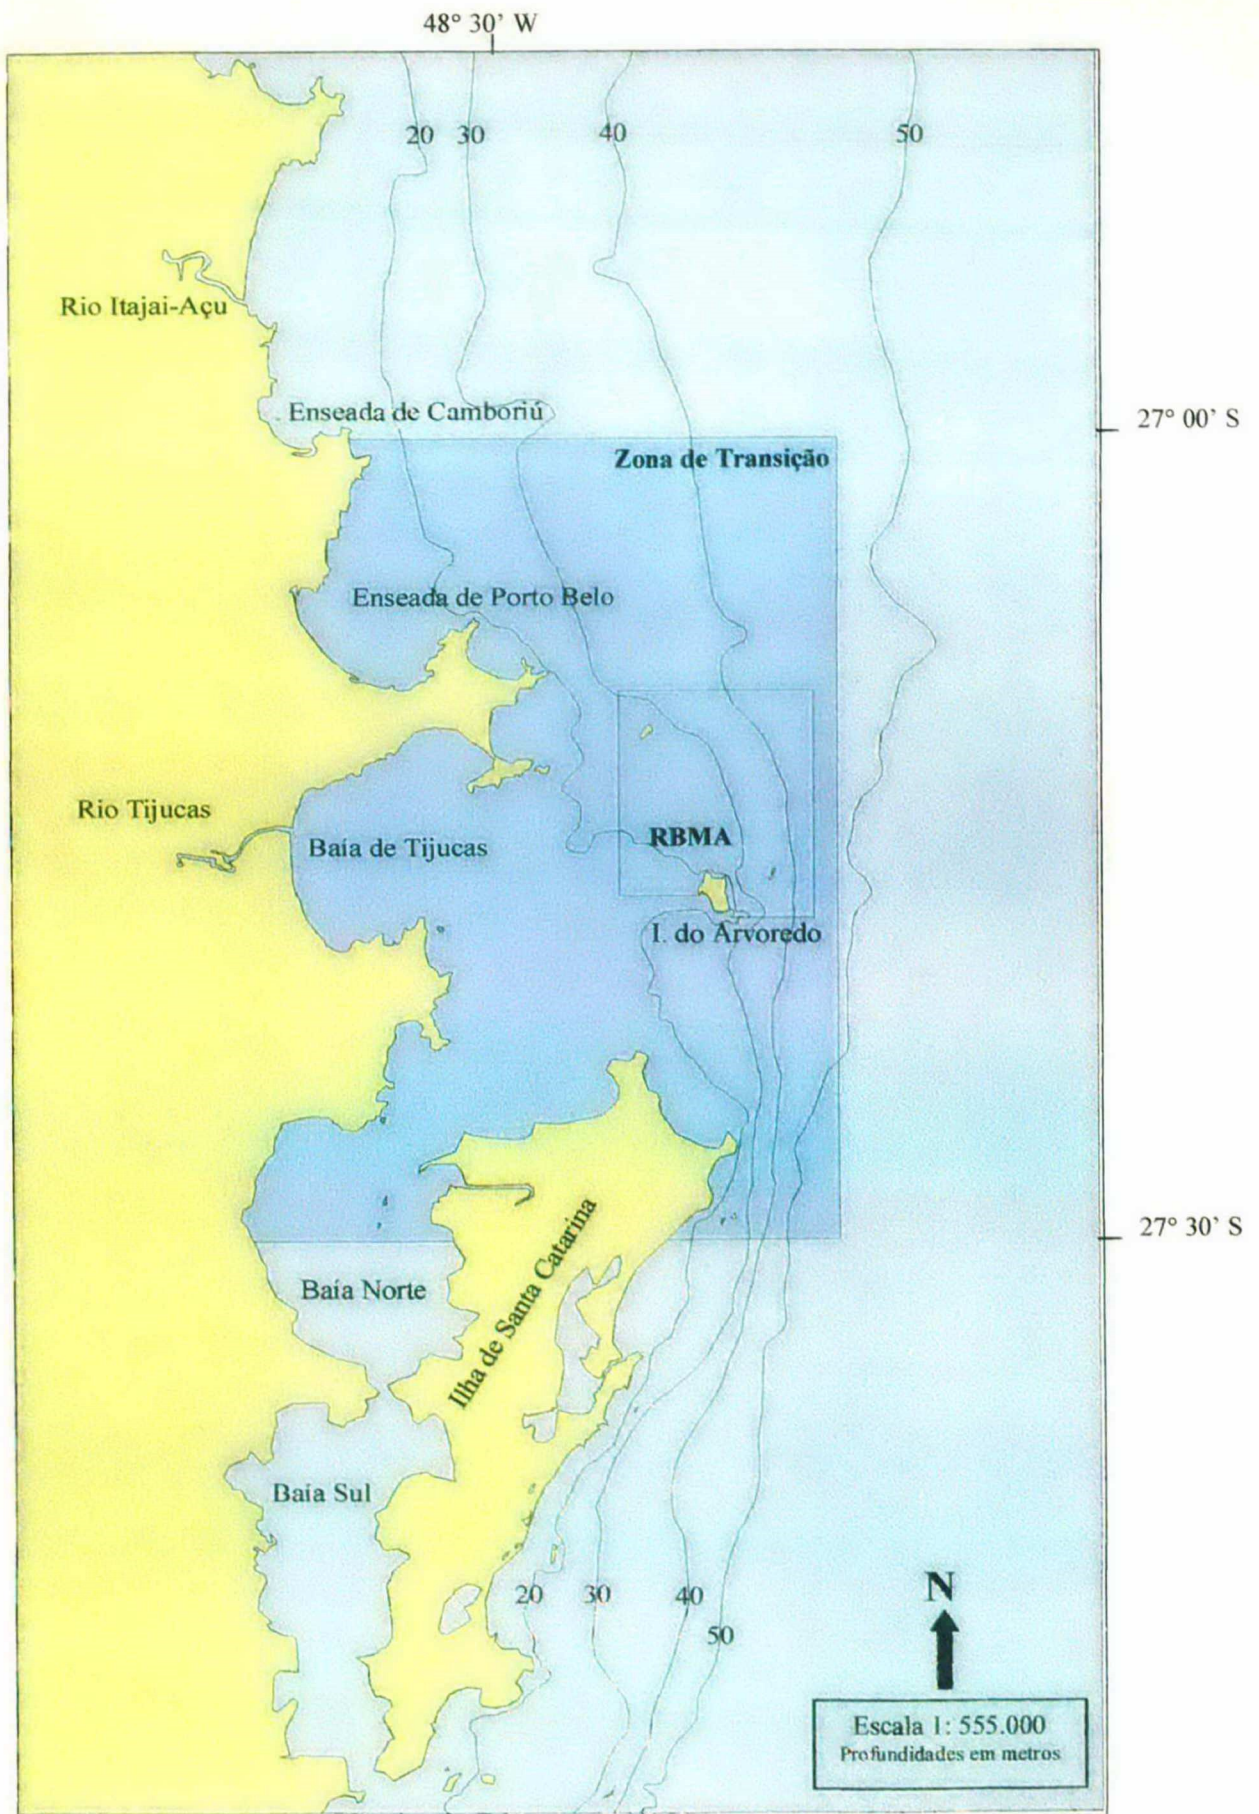 48° 30' W
20 30 40 50
Rio Itajai-Açu
Enseada de Camboriú
27° 00' S
Zona de Transição
Enseada de Porto Belo
Rio Tijucas
Baía de Tijucas
RBMA
I. do Arvoredo
27° 30' S
Ilha de Santa Catarina
Baía Norte
Baía Sul
20 30 40
50
N
Escala 1: 555.000
Profundidades em metros